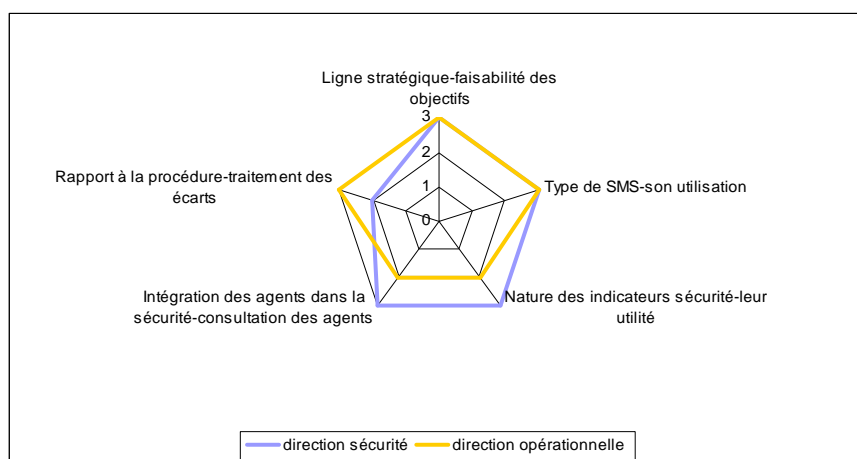 Ligne stratégique-faisabilité des
objectifs
3
2
1
0
Type de SMS-son utilisation
Nature des indicateurs sécurité-leur
utilité
Intégration des agents dans la
sécurité-consultation des agents
Rapport à la procédure-traitement des
écarts
direction sécurité
direction opérationnelle